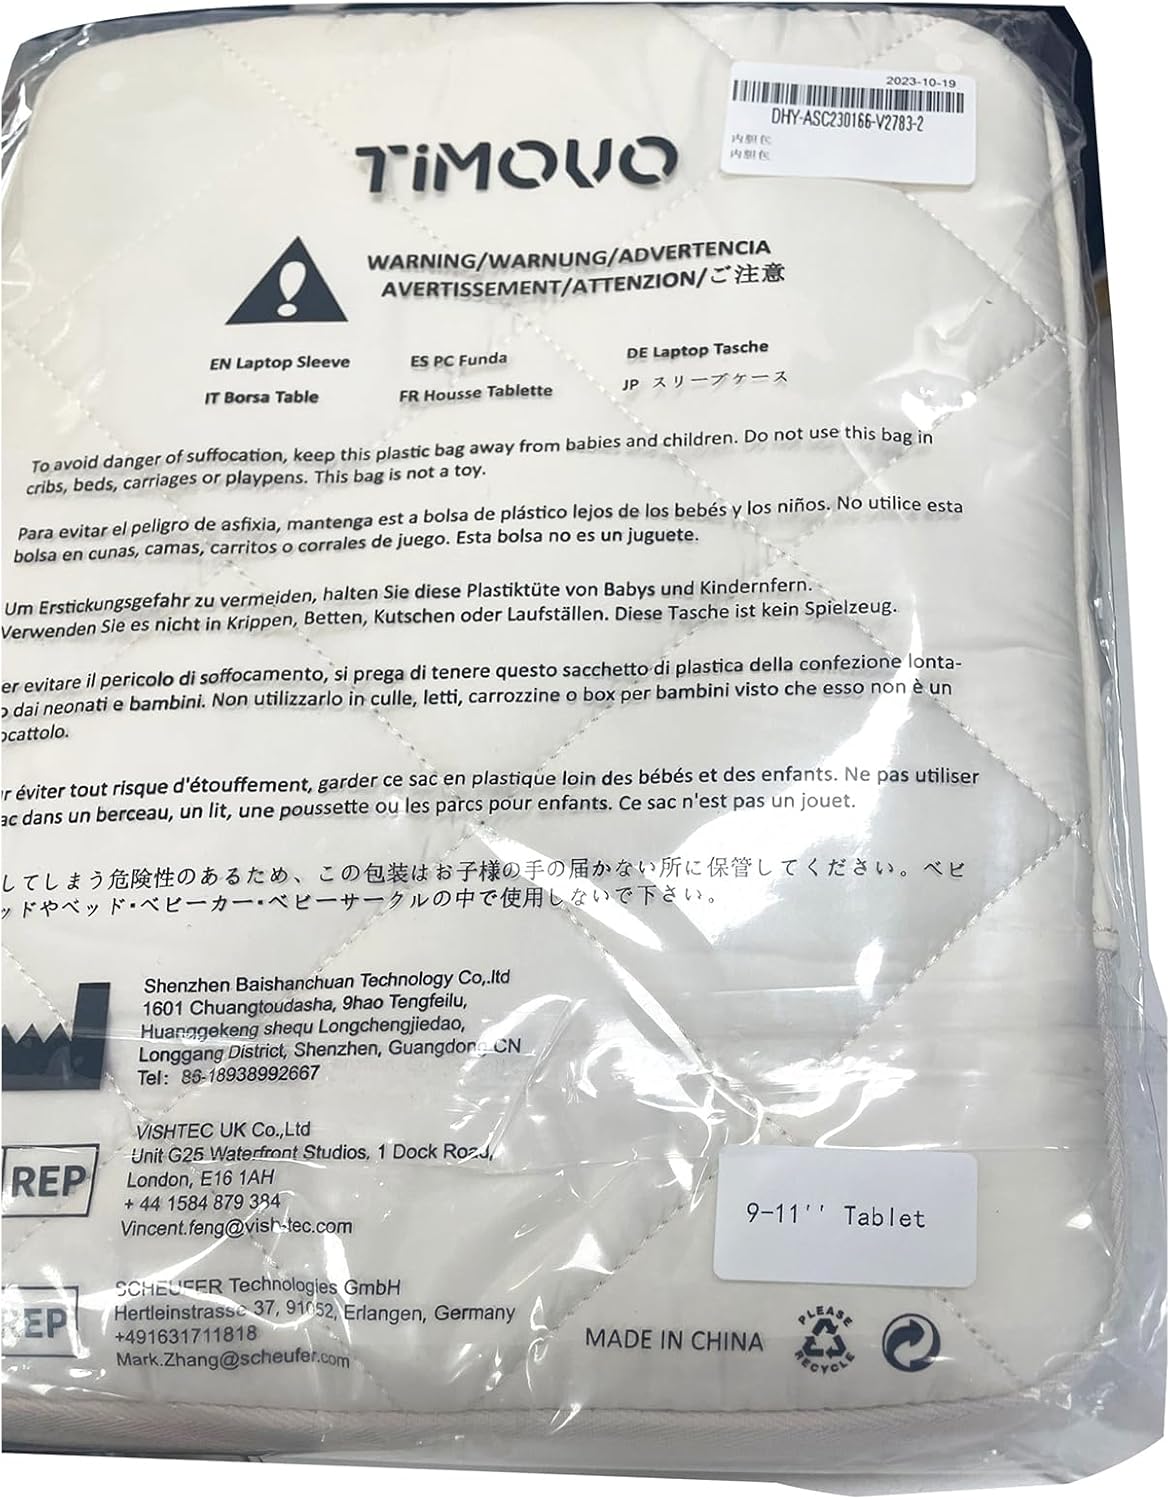 2023-10-19
DHY-ASC230166-V2783-2
内胆包
内胆包
TiMOVO
WARNING/WARNUNG/ADVERTENCIA
AVERTISSEMENT/ATTENZION/ご注意
EN Laptop Sleeve ES PC Funda DE Laptop Tasche
IT Borsa Table FR Housse Tablette JP スリーブケース
To avoid danger of suffocation, keep this plastic bag away from babies and children. Do not use this bag in
cribs, beds, carriages or playpens. This bag is not a toy.
Para evitar el peligro de asfixia, mantenga est a bolsa de plástico lejos de los bebés y los niños. No utilice esta
bolsa en cunas, camas, carritos o corrales de juego. Esta bolsa no es un juguete.
Um Erstickungsgefahr zu vermeiden, halten Sie diese Plastiktüte von Babys und Kindernfern.
Verwenden Sie es nicht in Krippen, Betten, Kutschen oder Laufställen. Diese Tasche ist kein Spielzeug.
er evitare il pericolo di soffocamento, si prega di tenere questo sacchetto di plastica della confezione lonta-
o dai neonati e bambini. Non utilizzarlo in culle, letti, carrozzine o box per bambini visto che esso non è un
ocattolo.
r éviter tout risque d'étouffement, garder ce sac en plastique loin des bébés et des enfants. Ne pas utiliser
ac dans un berceau, un lit, une poussette ou les parcs pour enfants. Ce sac n'est pas un jouet.
してしまう危険性のあるため、この包装はお子様の手の届かない所に保管してください。ベビ
ッドやベッド・ベビーカー・ベビーサークルの中で使用しないで下さい。
Shenzhen Baishanchuan Technology Co,.ltd
1601 Chuangtoudasha, 9hao Tengfeilu,
Huanggekeng shequ Longchengjiedao,
Longgang District, Shenzhen, Guangdong CN
Tel: 86-18938992667
REP
VISHTEC UK Co.,Ltd
Unit G25 Waterfront Studios, 1 Dock Road,
London, E16 1AH
+ 44 1584 879 384
Vincent.feng@vish-tec.com
9-11'' Tablet
REP
SCHEUFER Technologies GmbH
Hertleinstrasse 37, 91052, Erlangen, Germany
+491631711818
Mark.Zhang@scheufer.com
MADE IN CHINA
PLEASE
RECYCLE